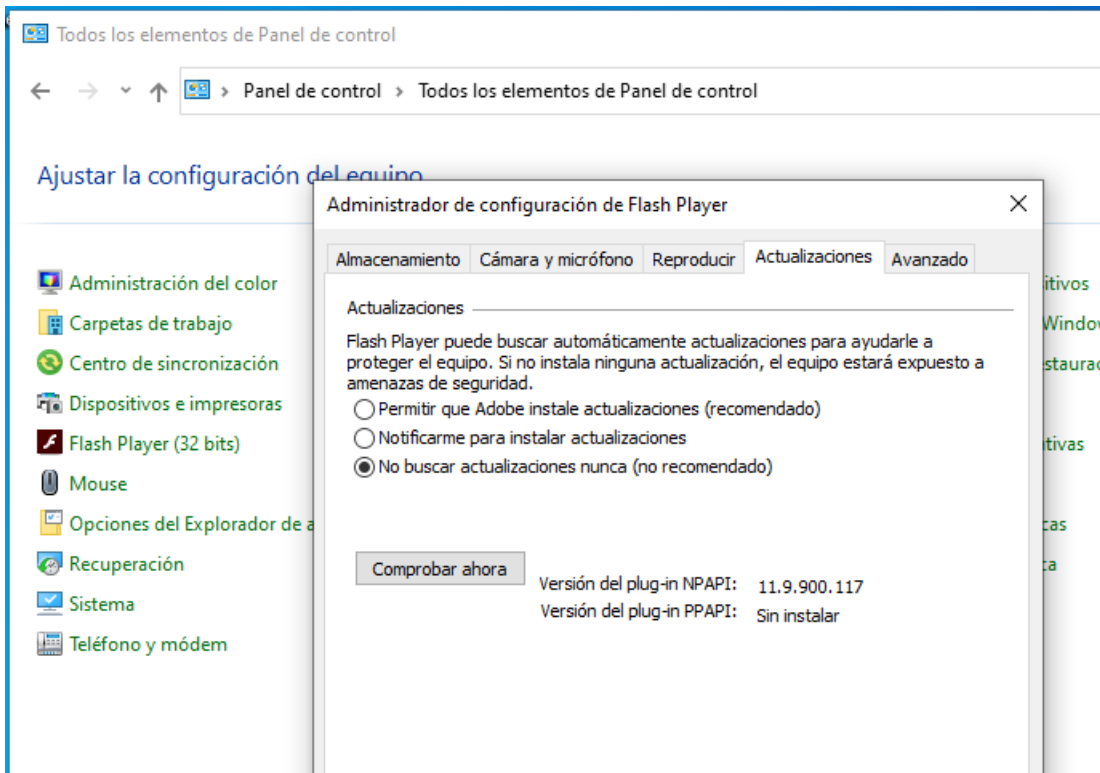 Todos los elementos de Panel de control
Panel de control > Todos los elementos de Panel de control
Ajustar la configuración del equipo
Administrador de configuración de Flash Player
Almacenamiento Cámara y micrófono Reproducir Actualizaciones Avanzado
Actualizaciones
Flash Player puede buscar automáticamente actualizaciones para ayudarle a
proteger el equipo. Si no instala ninguna actualización, el equipo estará expuesto a
amenazas de seguridad.
Permitir que Adobe instale actualizaciones (recomendado)
Notificarme para instalar actualizaciones
No buscar actualizaciones nunca (no recomendado)
Comprobar ahora
Versión del plug-in NPAPI: 11.9.900.117
Versión del plug-in PPAPI: Sin instalar
Administración del color
Carpetas de trabajo
Centro de sincronización
Dispositivos e impresoras
Flash Player (32 bits)
Mouse
Opciones del Explorador de a
Recuperación
Sistema
Teléfono y módem